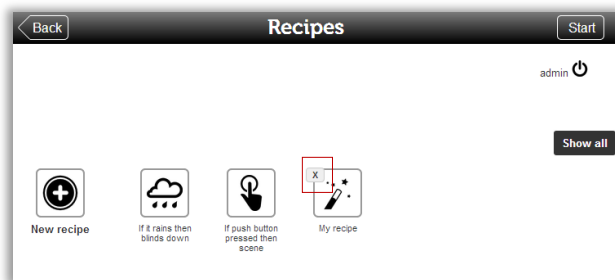 Back
Recipes
Start
admin
Show all
X
New recipe
If it rains then
blinds down
If push button
pressed then
scene
My recipe